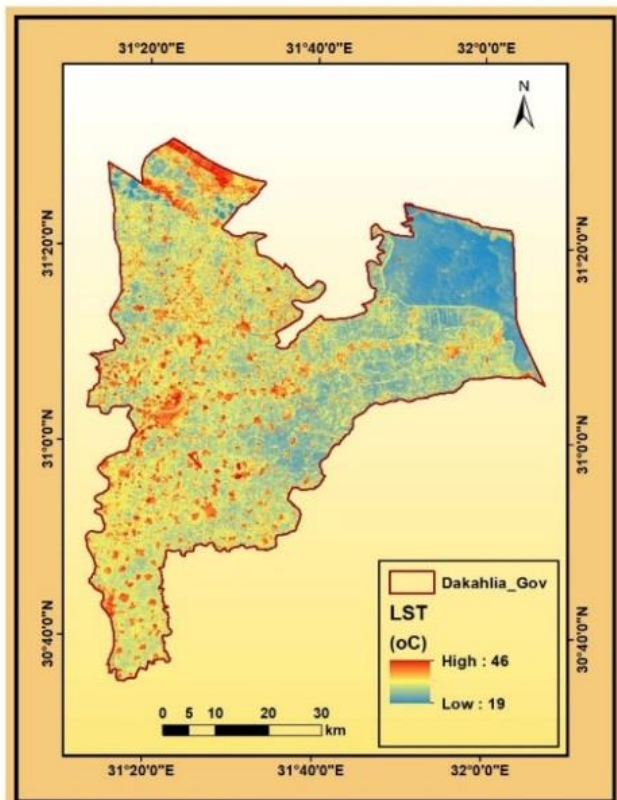 31°20'0"E 31°40'0"E 32°0'0"E
N
31°20'0"N 31°20'0"N
31°0'0"N 31°0'0"N
30°40'0"N 30°40'0"N
Dakahlia_Gov
LST
(oC)
High : 46
Low : 19
0 5 10 20 30
km
31°20'0"E 31°40'0"E 32°0'0"E